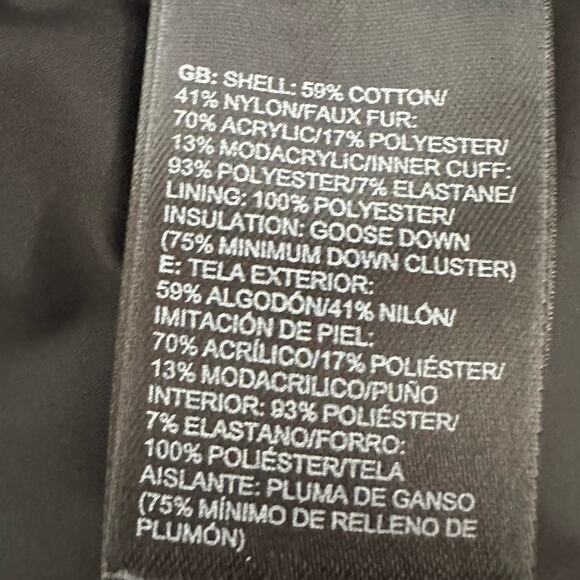 GB: SHELL: 59% COTTON/
41% NYLON/FAUX FUR:
70% ACRYLIC/17% POLYESTER/
13% MODACRYLIC/INNER CUFF:
93% POLYESTER/7% ELASTANE/
LINING: 100% POLYESTER/
INSULATION: GOOSE DOWN
(75% MINIMUM DOWN CLUSTER)
E: TELA EXTERIOR:
59% ALGODÓN/41% NILÓN/
IMITACIÓN DE PIEL:
70% ACRÍLICO/17% POLIÉSTER/
13% MODACRILICO/PUÑO
INTERIOR: 93% POLIÉSTER/
7% ELASTANO/FORRO:
100% POLIÉSTER/TELA
AISLANTE: PLUMA DE GANSO
(75% MÍNIMO DE RELLENO DE
PLUMÓN)